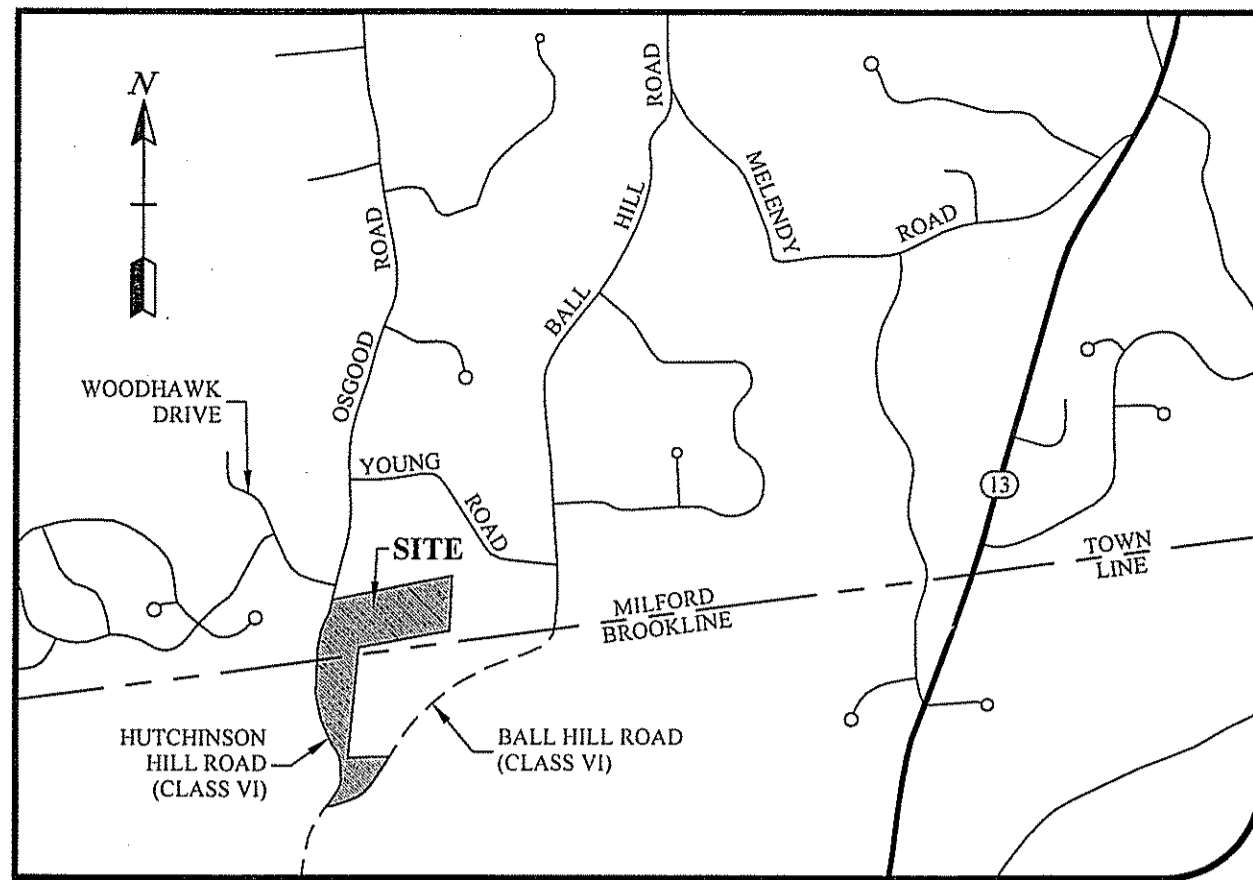 N
ROAD
HILL
BALL
MELENDY
ROAD
ROAD
OSGOOD
WOODHAWK
DRIVE
YOUNG
ROAD
13
SITE
TOWN
LINE
MILFORD
BROOKLINE
HUTCHINSON
HILL ROAD
(CLASS VI)
BALL HILL ROAD
(CLASS VI)